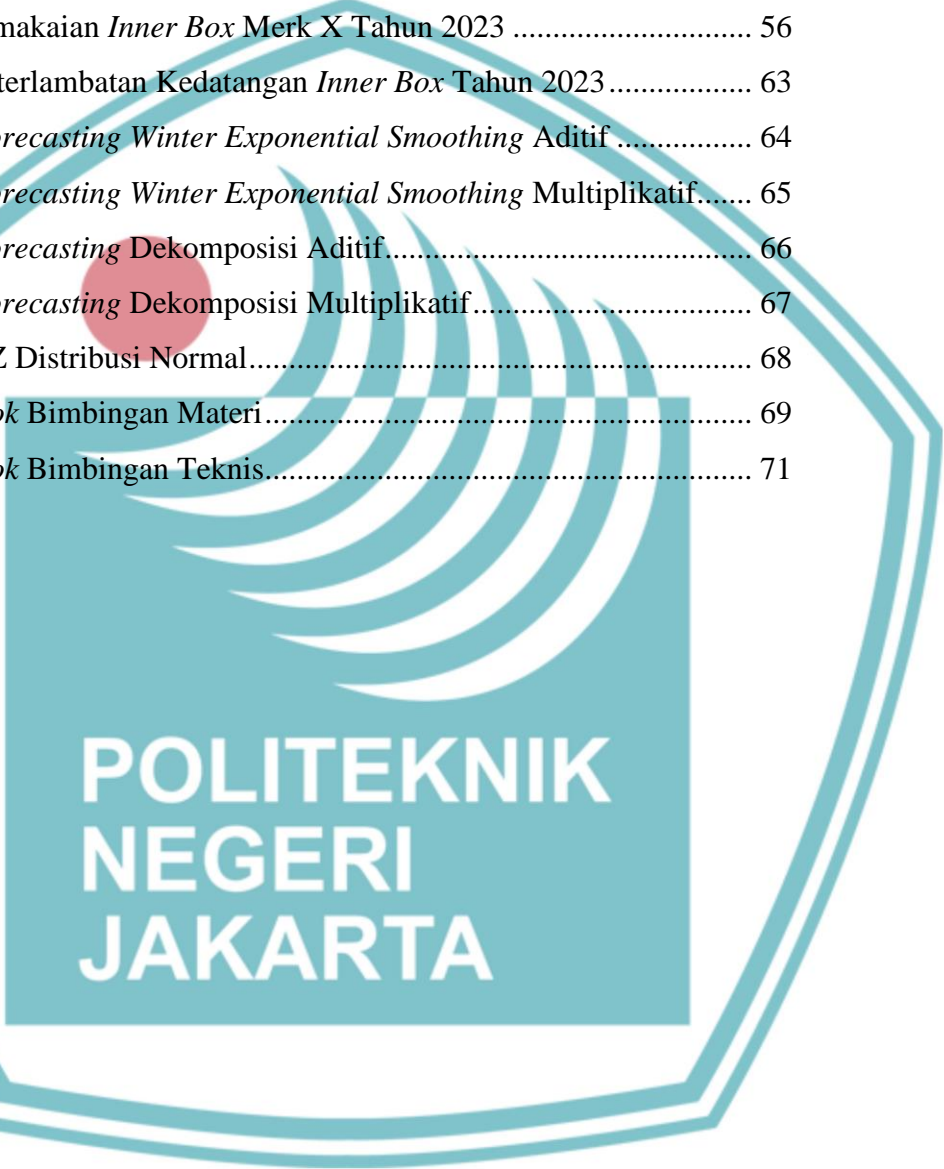 makaian Inner Box Merk X Tahun 2023 ............................ 56
terlambatan Kedatangan Inner Box Tahun 2023 ................. 63
recasting Winter Exponential Smoothing Aditif ................ 64
recasting Winter Exponential Smoothing Multiplikatif....... 65
recasting Dekomposisi Aditif........................................... 66
recasting Dekomposisi Multiplikatif ................................. 67
Z Distribusi Normal........................................................... 68
ok Bimbingan Materi ......................................................... 69
ok Bimbingan Teknis......................................................... 71
POLITEKNIK
NEGERI
JAKARTA